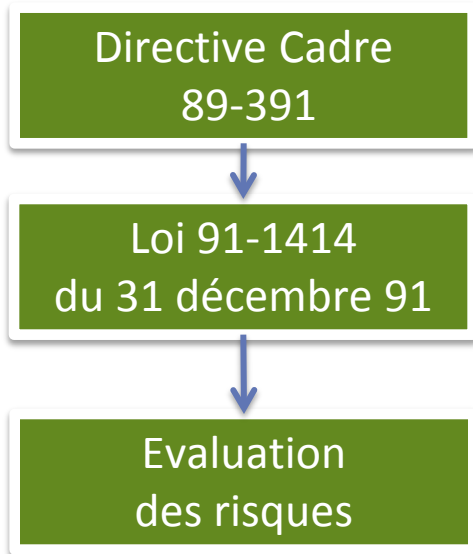 Directive Cadre
89-391
Loi 91-1414
du 31 décembre 91
Evaluation
des risques